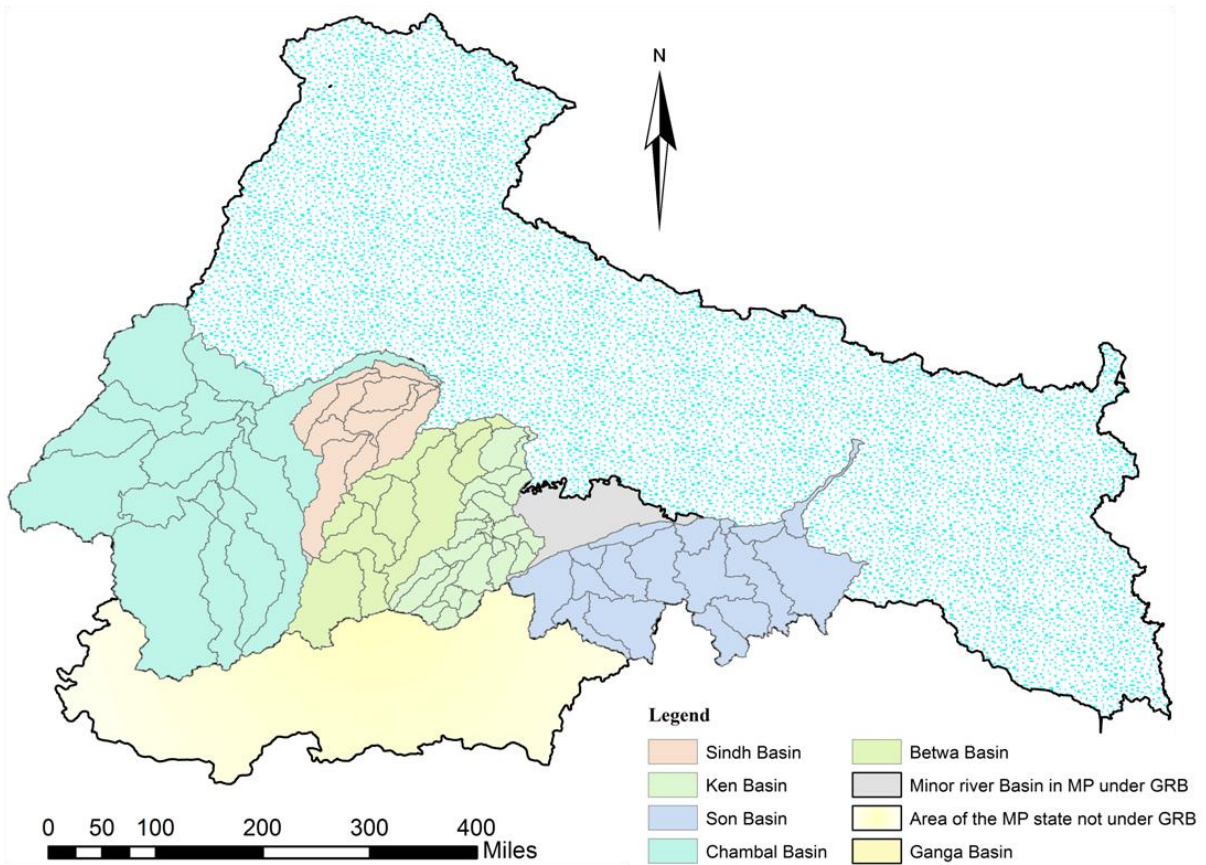 N
Legend
Sindh Basin
Ken Basin
Son Basin
Chambal Basin
Betwa Basin
Minor river Basin in MP under GRB
Area of the MP state not under GRB
Ganga Basin
0 50 100 200 300 400
Miles